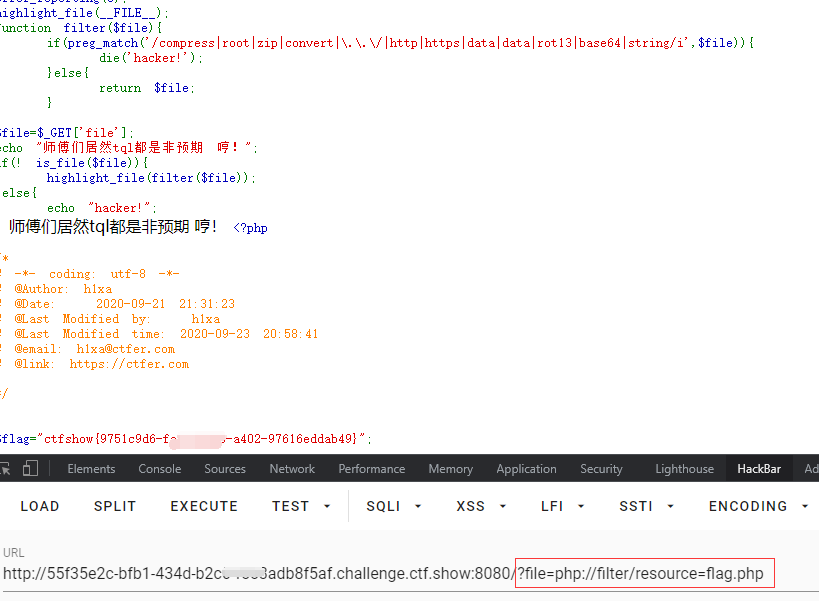 error_reporting(0);
highlight_file(__FILE__);
function filter($file){
if(preg_match('/compress|root|zip|convert|\.\.\/|http|https|data|data|rot13|base64|string/i',$file)){
die('hacker!');
}else{
return $file;
}
$file=$_GET['file'];
echo "师傅们居然tql都是非预期 哼！";
if(! is_file($file)){
highlight_file(filter($file));
else{
echo "hacker!";
师傅们居然tql都是非预期 哼！ <?php
/*
# -*- coding: utf-8 -*-
# @Author: h1xa
# @Date: 2020-09-21 21:31:23
# @Last Modified by: h1xa
# @Last Modified time: 2020-09-23 20:58:41
# @email: h1xa@ctfer.com
# @link: https://ctfer.com
*/
$flag="ctfshow{9751c9d6-f -a402-97616eddab49}";
Elements Console Sources Network Performance Memory Application Security Lighthouse HackBar Ad
LOAD SPLIT EXECUTE TEST SQLI XSS LFI SSTI ENCODING
URL
http://55f35e2c-bfb1-434d-b2c 8adb8f5af.challenge.ctf.show:8080/?file=php://filter/resource=flag.php